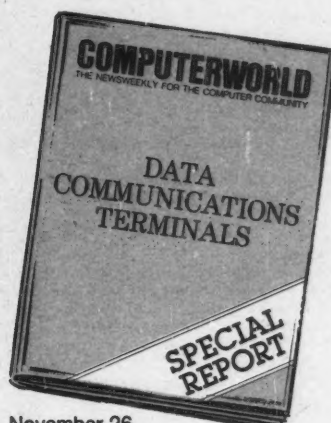 COMPUTERWORLD
THE NEWSWEEKLY FOR THE COMPUTER COMMUNITY
DATA
COMMUNICATIONS
TERMINALS
SPECIAL
REPORT
November 26